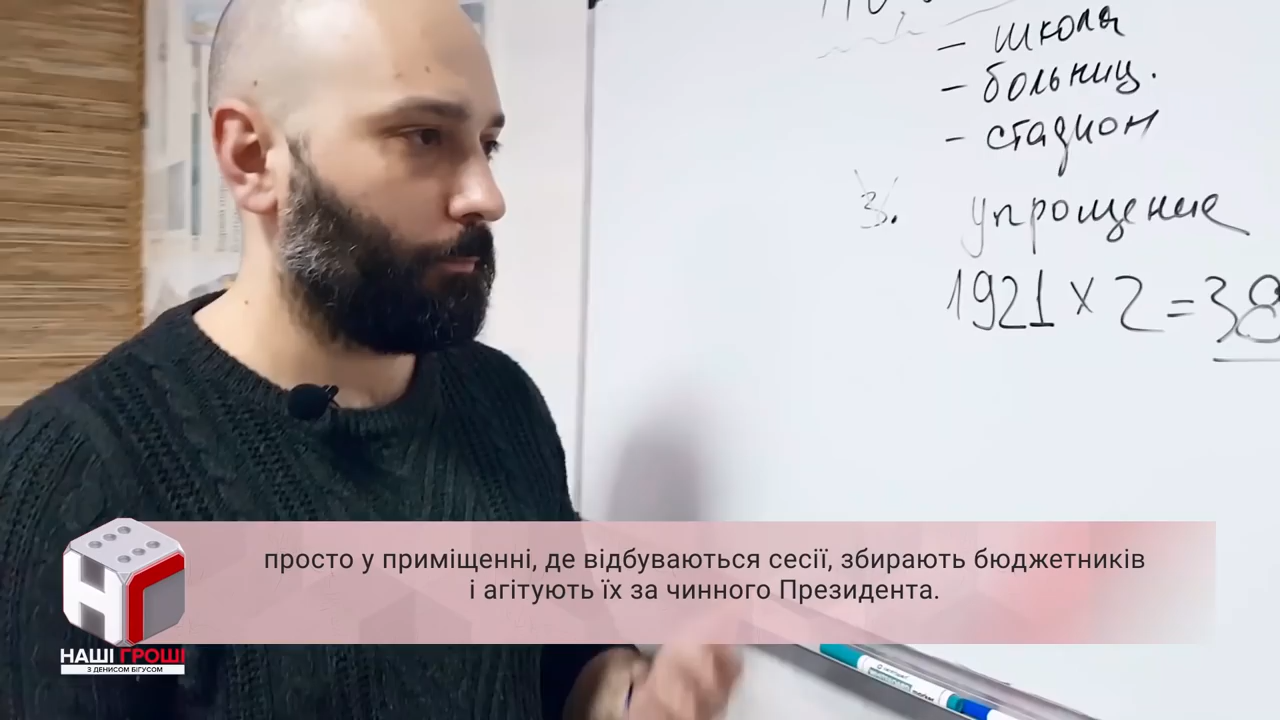 - школа
- больниц.
- стадион
3. упрощение
1921 x 2 = 38
просто у приміщенні, де відбуваються сесії, збирають бюджетників
і агітують їх за чинного Президента.
НГ
НАШІ ГРОШІ
З ДЕНИСОМ БІГУСОМ